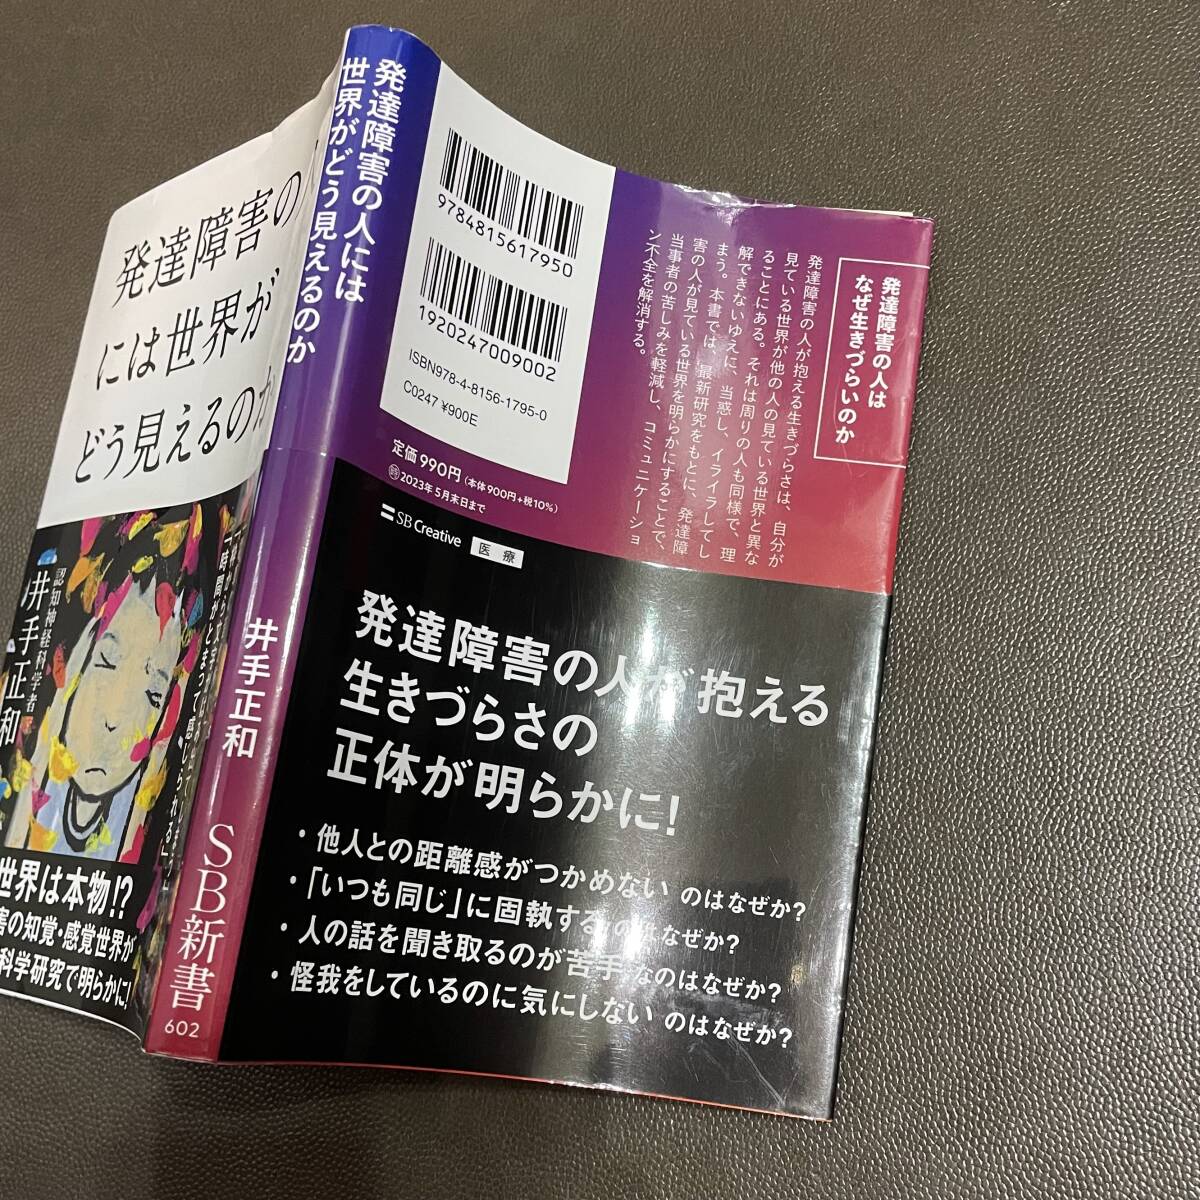 発達障害の人
には世界が
どう見えるのか
認知神経科学者
井手正和
時間がとまって感じられる」
世界は本物!?
害の知覚・感覚世界が
科学研究で明らかに!
発達障害の人には
世界がどう見えるのか
井手正和
SB新書
602
9784815617950
1920247009002
ISBN978-4-8156-1795-0
C0247 ¥900E
定価 990円(本体900円+税10%)
2023年5月末日まで
SB Creative
医療
発達障害の人は
なぜ生きづらいのか
発達障害の人が抱える生きづらさは、自分が
見ている世界が他の人の見ている世界と異な
ることにある。それは周りの人も同様で、理
解できないゆえに、当惑し、イライラしてし
まう。本書では、最新研究をもとに、発達障
害の人が見ている世界を明らかにすることで、
当事者の苦しみを軽減し、コミュニケーショ
ン不全を解消する。
発達障害の人が抱える
生きづらさの
正体が明らかに!
・他人との距離感がつかめない のはなぜか?
・「いつも同じ」に固執する のはなぜか?
・人の話を聞き取るのが苦手 なのはなぜか?
・怪我をしているのに気にしない のはなぜか?